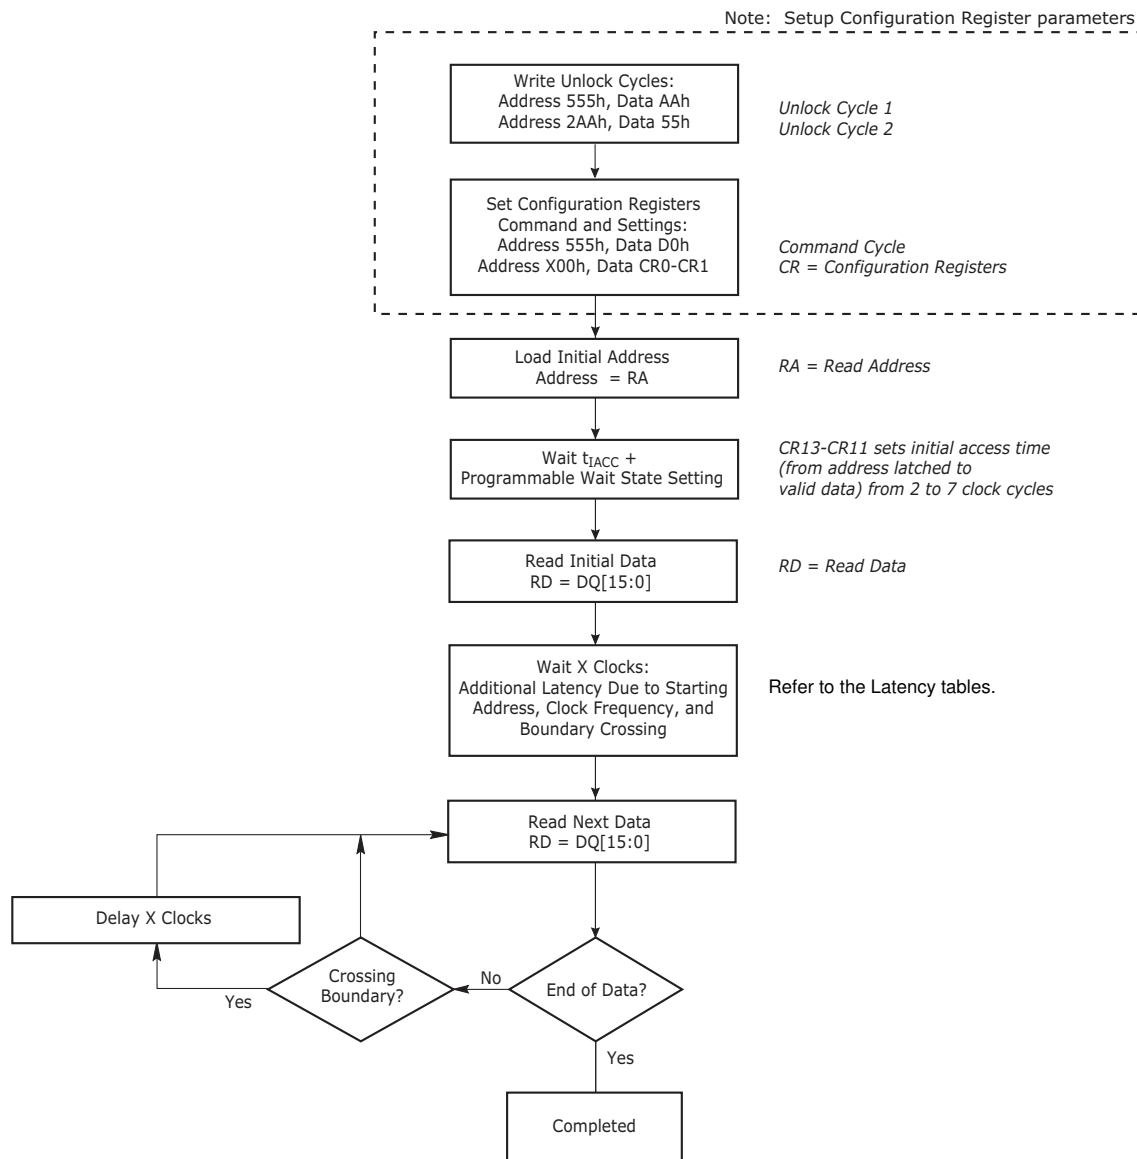 Note: Setup Configuration Register parameters
Write Unlock Cycles:
Address 555h, Data AAh
Address 2AAh, Data 55h
Unlock Cycle 1
Unlock Cycle 2
Set Configuration Registers
Command and Settings:
Address 555h, Data D0h
Address X00h, Data CR0-CR1
Command Cycle
CR = Configuration Registers
Load Initial Address
Address = RA
RA = Read Address
Wait tIACC +
Programmable Wait State Setting
CR13-CR11 sets initial access time
(from address latched to
valid data) from 2 to 7 clock cycles
Read Initial Data
RD = DQ[15:0]
RD = Read Data
Wait X Clocks:
Additional Latency Due to Starting
Address, Clock Frequency, and
Boundary Crossing
Refer to the Latency tables.
Read Next Data
RD = DQ[15:0]
Delay X Clocks
Crossing
Boundary?
Yes
No
End of Data?
Yes
Completed